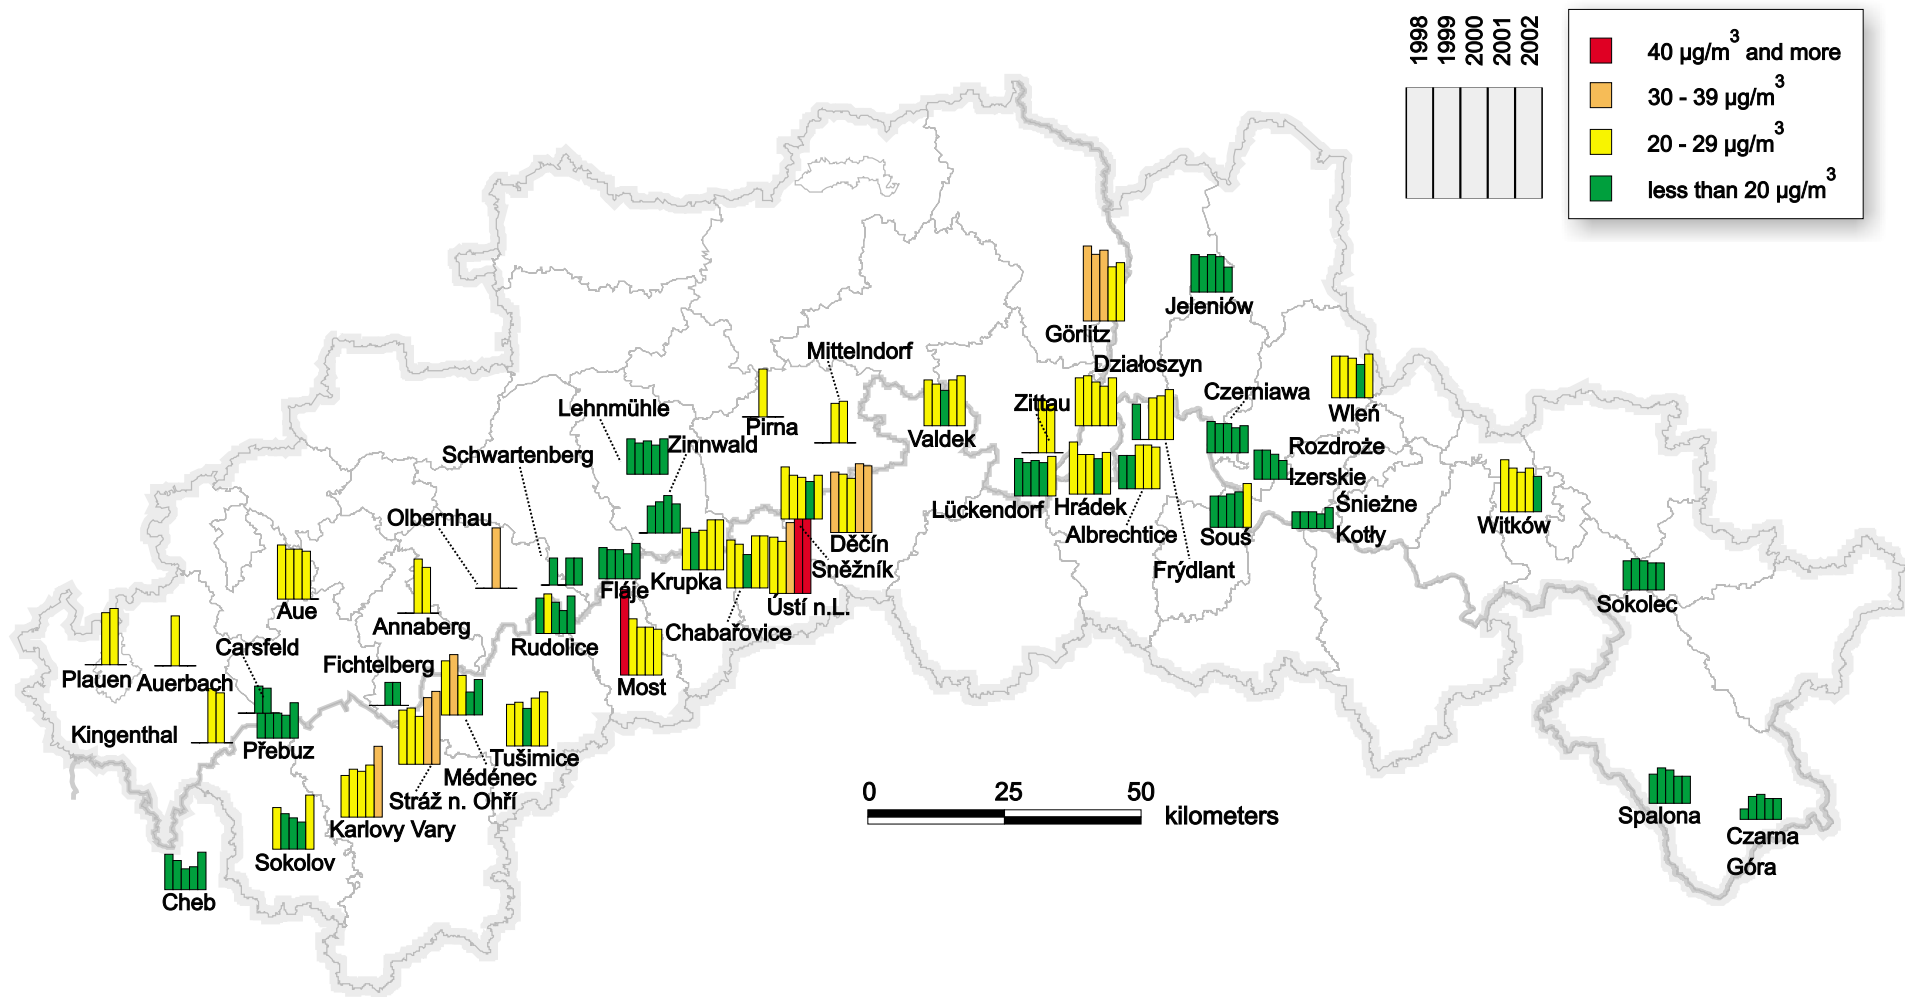 1998
1999
2000
2001
2002
40 µg/m³ and more
30 - 39 µg/m³
20 - 29 µg/m³
less than 20 µg/m³
Jeleniów
Görlitz
Mittelndorf
Działoszyn
Czerniawa
Zittau
Wleń
Lehnmühle
Pirna
Valdek
Zinnwald
Schwartenberg
Rozdroże
Izerskie
Lückendorf
Hrádek
Śnieżne
Kotły
Olbernhau
Albrechtice
Souš
Witków
Děčín
Sněžník
Frýdlant
Krupka
Fláje
Ústí n.L.
Sokolec
Aue
Annaberg
Chabařovice
Rudolice
Carsfeld
Fichtelberg
Plauen
Auerbach
Most
Kingenthal
Přebuz
Tušimice
Médénec
Stráž n. Ohří
Karlovy Vary
Sokolov
Cheb
0
25
50
kilometers
Spalona
Czarna
Góra